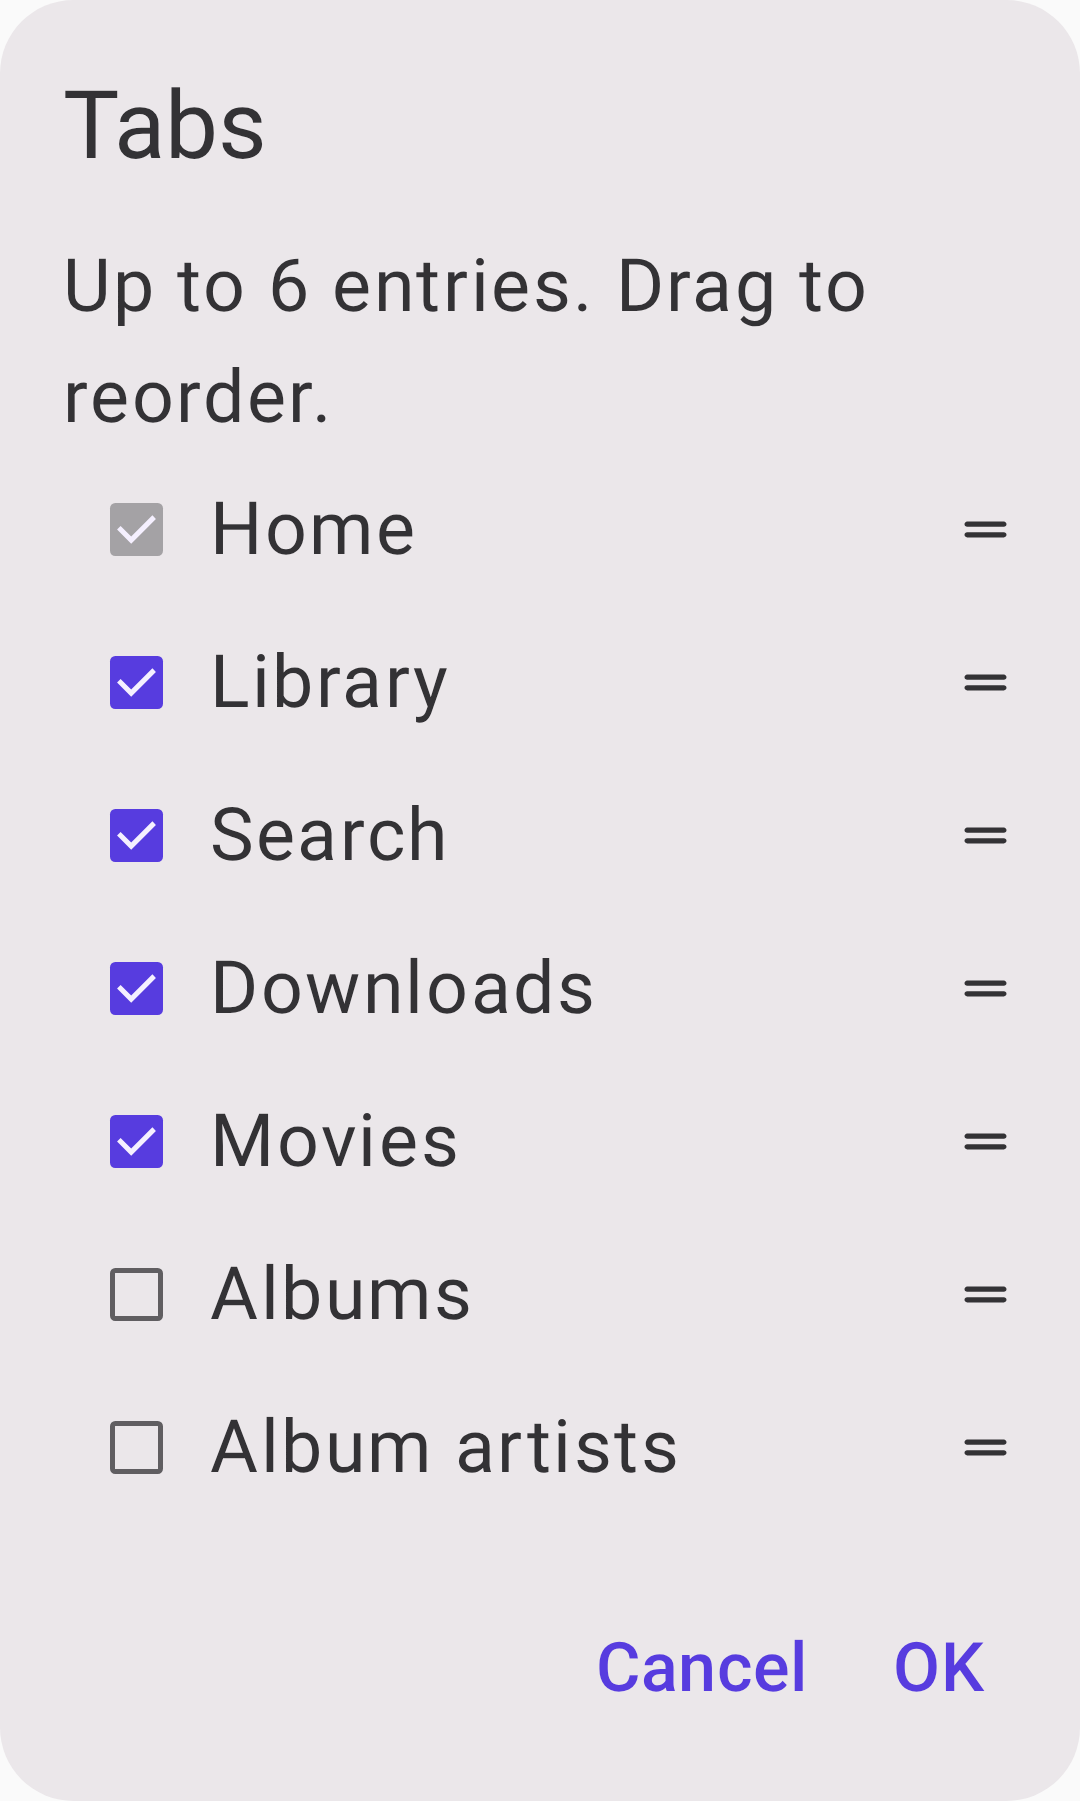 Tabs
Up to 6 entries. Drag to
reorder.
Home
Library
Search
Downloads
Movies
Albums
Album artists
Cancel OK